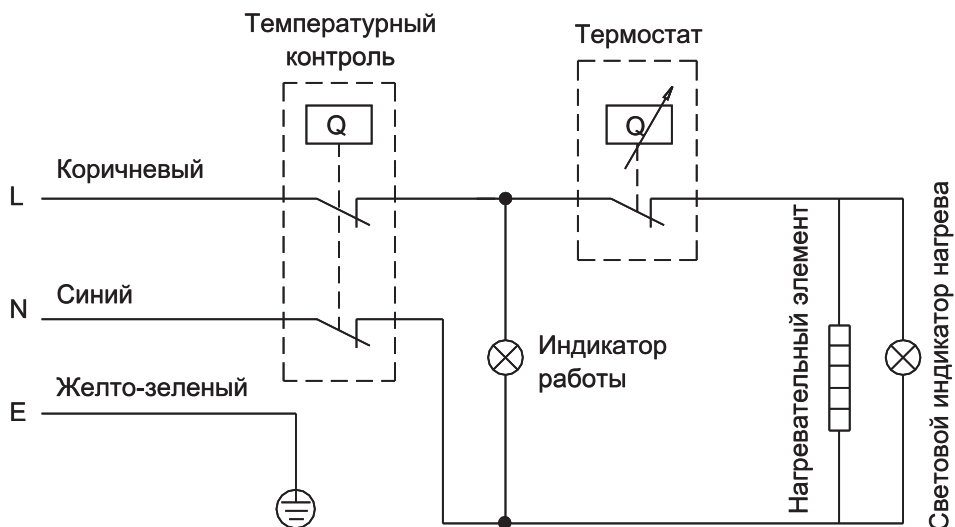 Температурный
контроль
Термостат
Q
Q
Коричневый
L
Синий
N
Индикатор
работы
Желто-зеленый
E
Нагревательный элемент
Световой индикатор нагрева